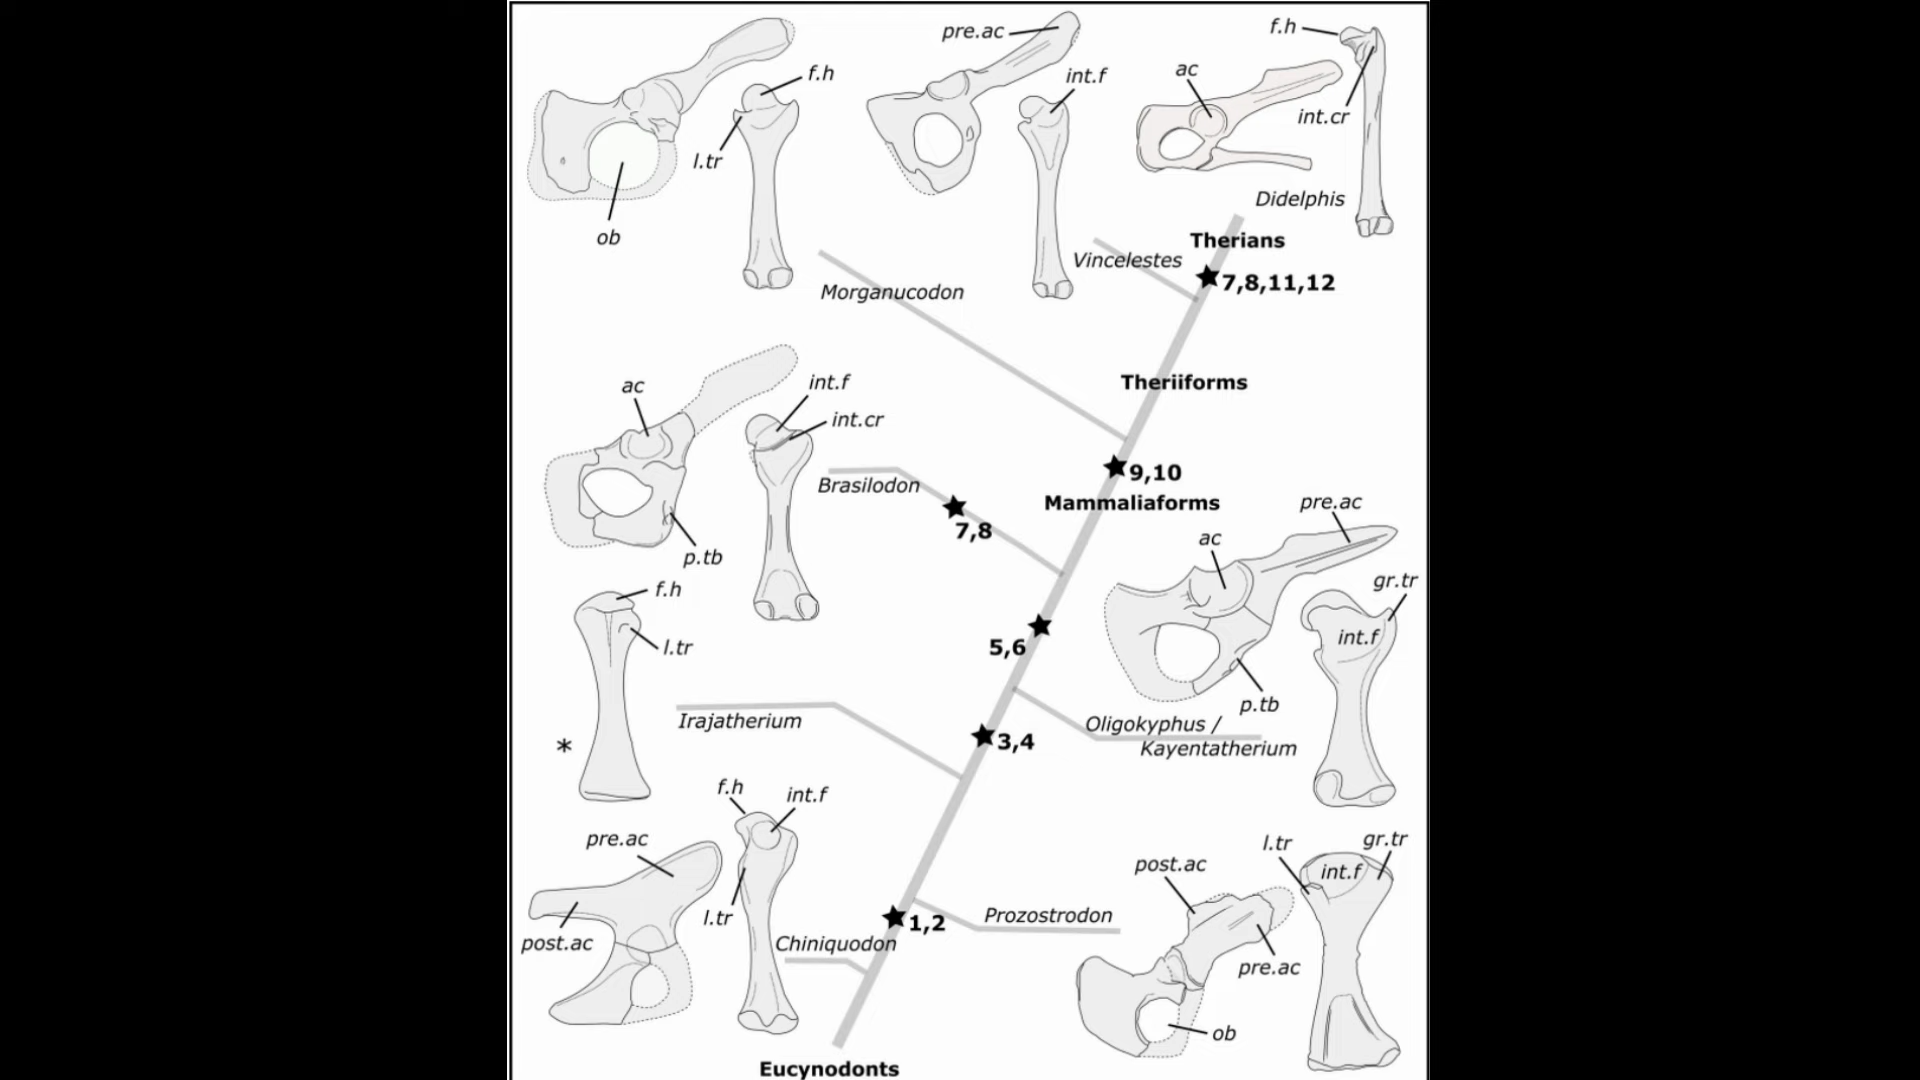 f.h
l.tr
ob
pre.ac
int.f
f.h
ac
int.cr
Didelphis
Therians
Vincelestes
7,8,11,12
Morganucodon
Theriiforms
ac
int.f
int.cr
Brasilodon
7,8
p.tb
9,10
Mammaliaforms
pre.ac
ac
gr.tr
int.f
p.tb
f.h
l.tr
*
5,6
Irajatherium
3,4
Oligokyphus /
Kayentatherium
f.h
int.f
pre.ac
l.tr
post.ac
Chiniquodon
1,2
Prozostrodon
post.ac
l.tr
gr.tr
int.f
pre.ac
ob
Eucynodonts